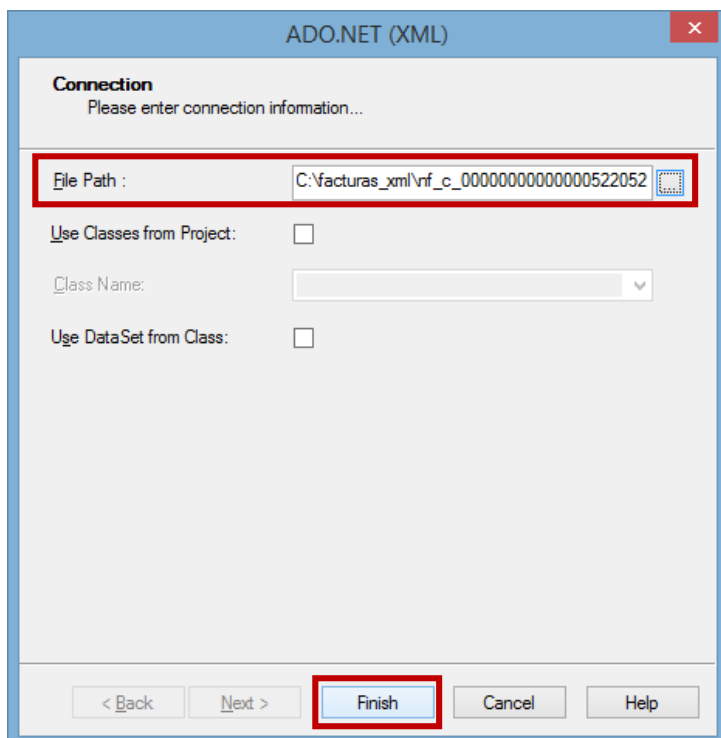 ADO.NET (XML)
Connection
Please enter connection information...
File Path :
C:\facturas_xml\nf_c_00000000000000522052
...
Use Classes from Project:
Class Name:
Use DataSet from Class:
< Back
Next >
Finish
Cancel
Help